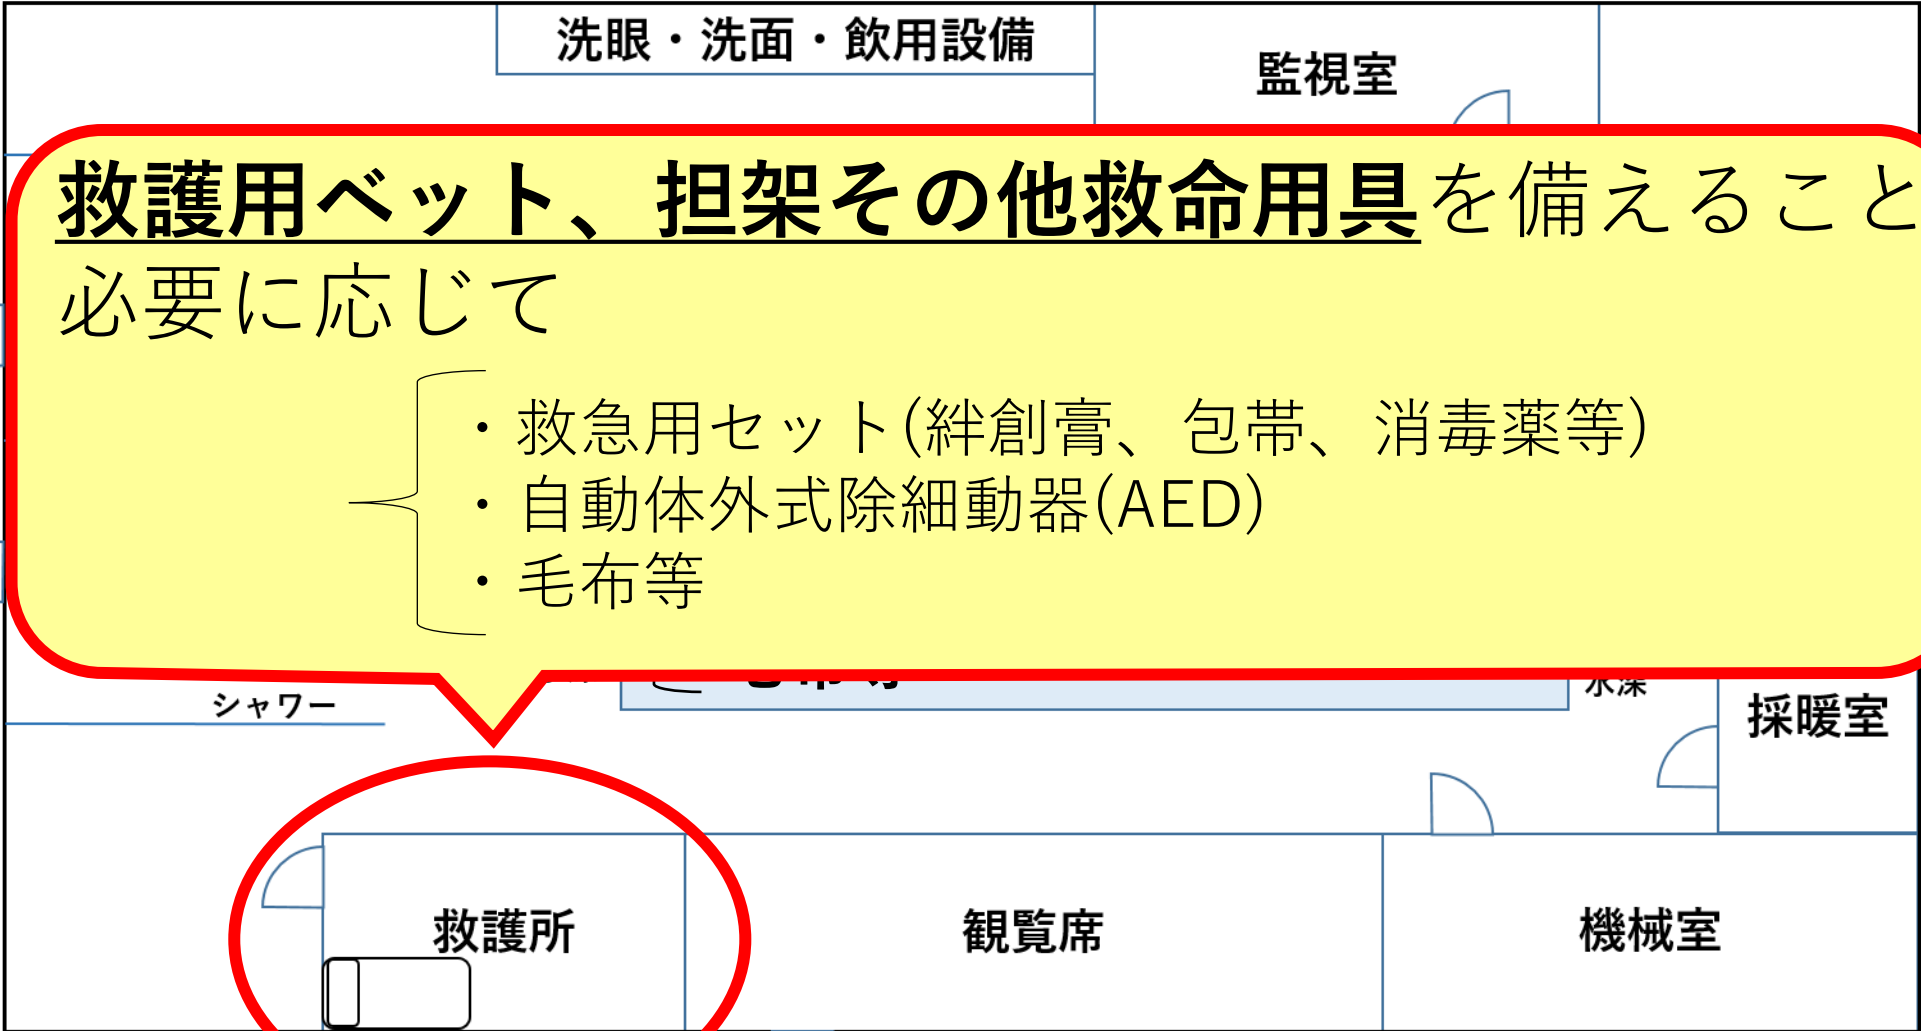 洗眼・洗面・飲用設備
監視室
救護用ベット、担架その他救命用具を備えること
必要に応じて
・救急用セット(絆創膏、包帯、消毒薬等)
・自動体外式除細動器(AED)
・毛布等
シャワー
水深
採暖室
救護所
観覧席
機械室